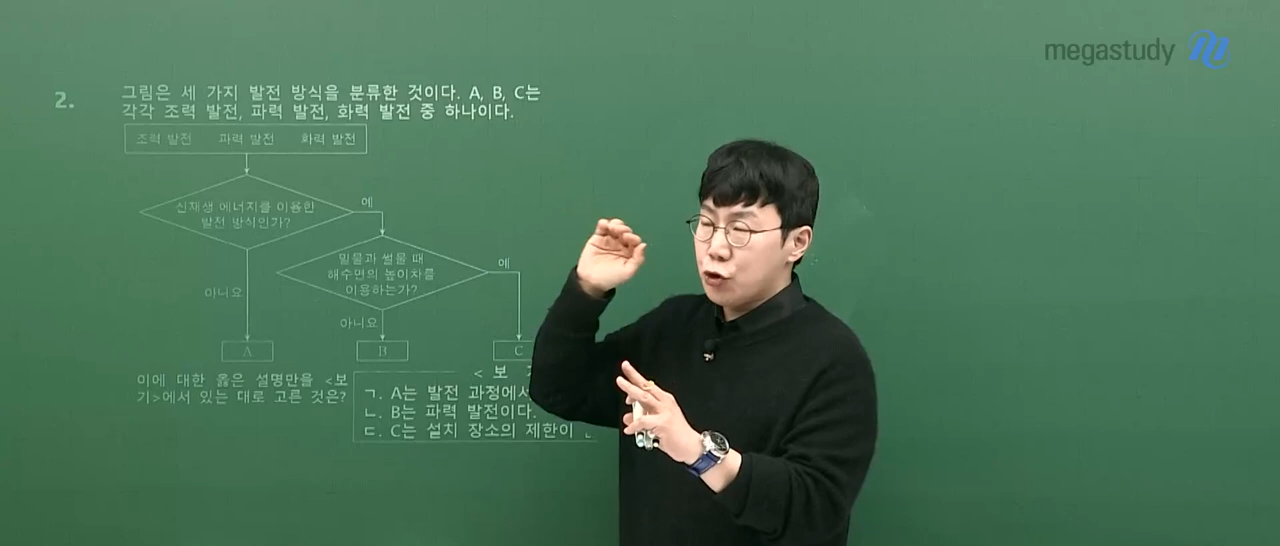 megastudy
2.
그림은 세 가지 발전 방식을 분류한 것이다. A, B, C는
각각 조력 발전, 파력 발전, 화력 발전 중 하나이다.
조력 발전 파력 발전 화력 발전
신재생 에너지를 이용한
발전 방식인가?
예
밀물과 썰물 때
해수면의 높이차를
이용하는가?
예
아니요
아니요
A
B
C
이에 대한 옳은 설명만을 <보
기>에서 있는 대로 고른 것은?
< 보
ㄱ. A는 발전 과정에서
ㄴ. B는 파력 발전이다.
ㄷ. C는 설치 장소의 제한이